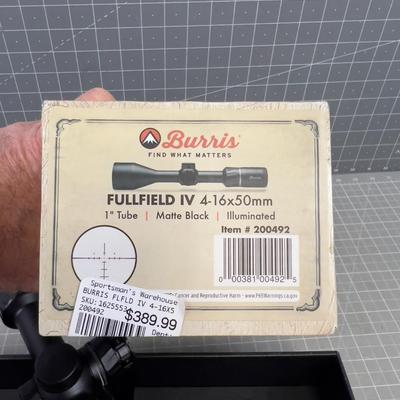 Burris
FIND WHAT MATTERS
FULLFIELD IV 4-16x50mm
1" Tube | Matte Black | Illuminated
Item # 200492
0 00381 00492 5
Cancer and Reproductive Harm - www.P65Warnings.ca.gov
Sportsman's Warehouse
BURRIS FLFLD IV 4-16X5
SKU:1625553
200492
$389.99